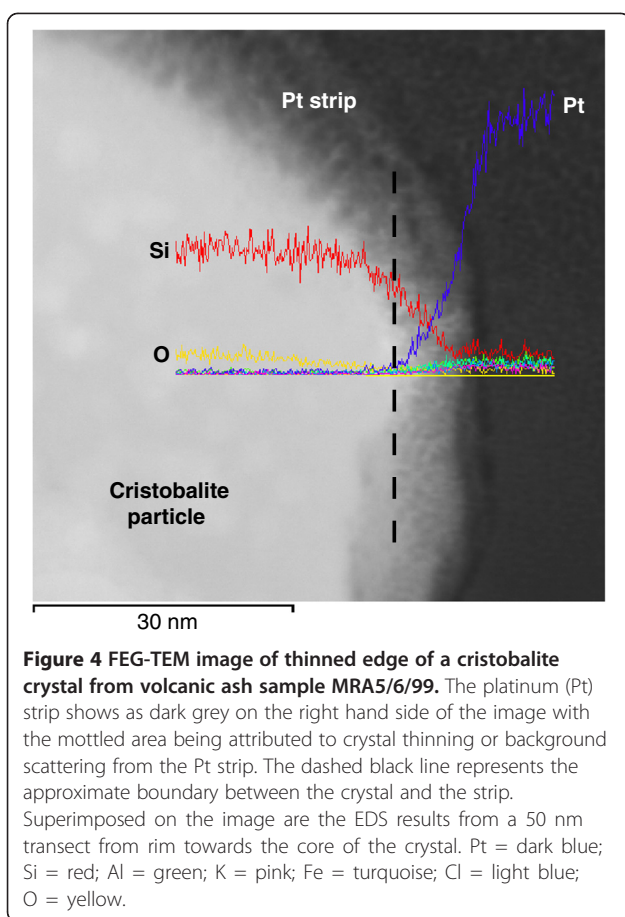 Pt strip
Pt
Si
O
Cristobalite
particle
30 nm
Figure 4 FEG-TEM image of thinned edge of a cristobalite
crystal from volcanic ash sample MRA5/6/99. The platinum (Pt)
strip shows as dark grey on the right hand side of the image with
the mottled area being attributed to crystal thinning or background
scattering from the Pt strip. The dashed black line represents the
approximate boundary between the crystal and the strip.
Superimposed on the image are the EDS results from a 50 nm
transect from rim towards the core of the crystal. Pt = dark blue;
Si = red; Al = green; K = pink; Fe = turquoise; Cl = light blue;
O = yellow.